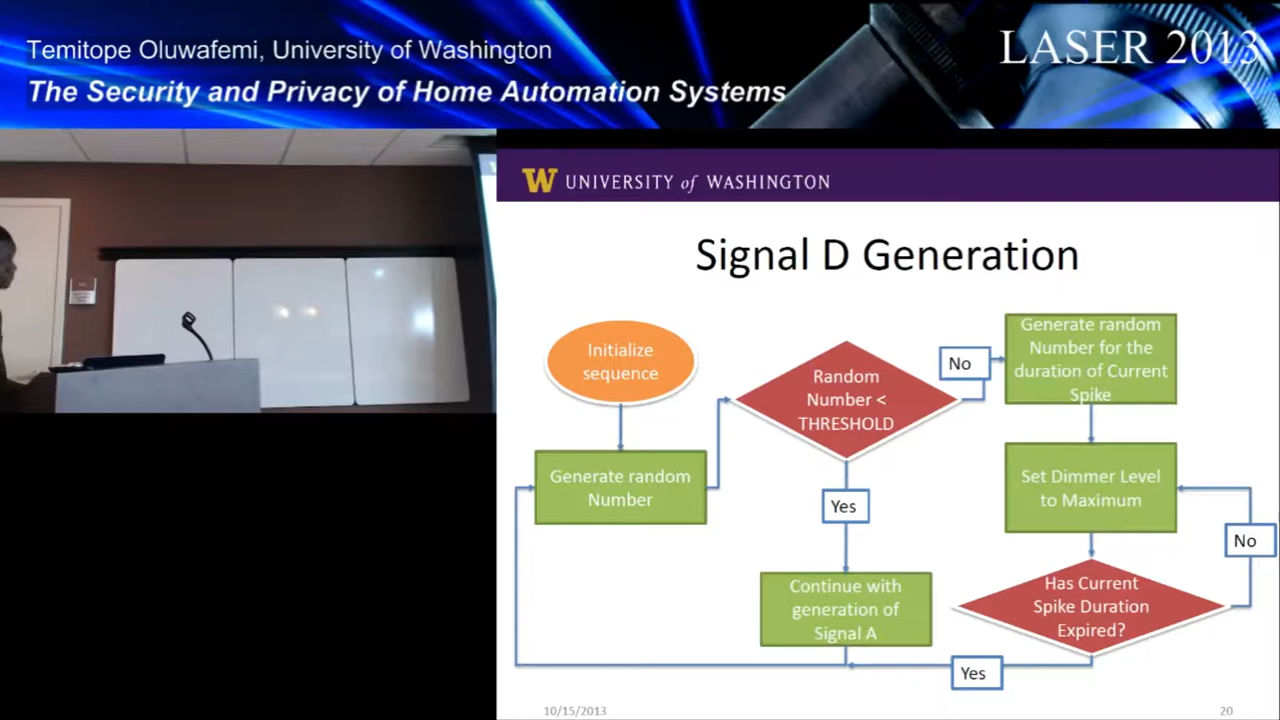 Temitope Oluwafemi, University of Washington
The Security and Privacy of Home Automation Systems
LASER 2013
W UNIVERSITY of WASHINGTON
Signal D Generation
Initialize
sequence
Generate random
Number
Random
Number <
THRESHOLD
No
Generate random
Number for the
duration of Current
Spike
Yes
Set Dimmer Level
to Maximum
No
Continue with
generation of
Signal A
Has Current
Spike Duration
Expired?
Yes
10/15/2013
20